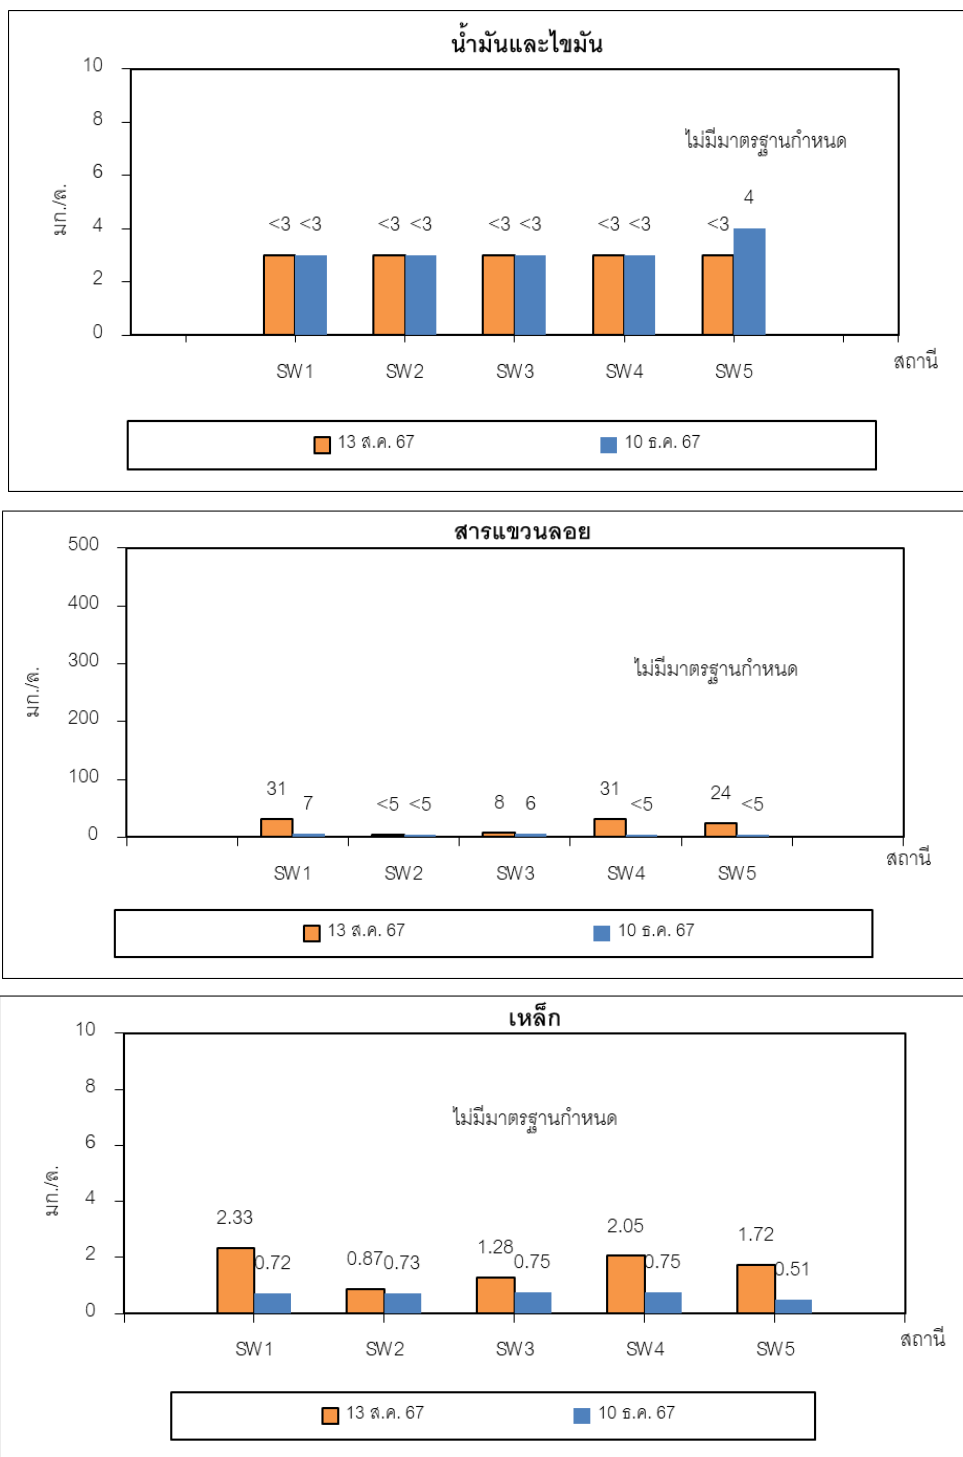 น้ำมันและไขมัน
10
8
6
4
2
0
มก./ล.
ไม่มีมาตรฐานกำหนด
<3 <3 <3 <3 <3 <3 <3 <3 <3 4
SW1 SW2 SW3 SW4 SW5
สถานี
13 ส.ค. 67 10 ธ.ค. 67
สารแขวนลอย
500
400
300
200
100
0
มก./ล.
ไม่มีมาตรฐานกำหนด
31 7 <5 <5 8 6 31 <5 24 <5
SW1 SW2 SW3 SW4 SW5
สถานี
13 ส.ค. 67 10 ธ.ค. 67
เหล็ก
10
8
6
4
2
0
มก./ล.
ไม่มีมาตรฐานกำหนด
2.33 0.72 0.87 0.73 1.28 0.75 2.05 0.75 1.72 0.51
SW1 SW2 SW3 SW4 SW5
สถานี
13 ส.ค. 67 10 ธ.ค. 67